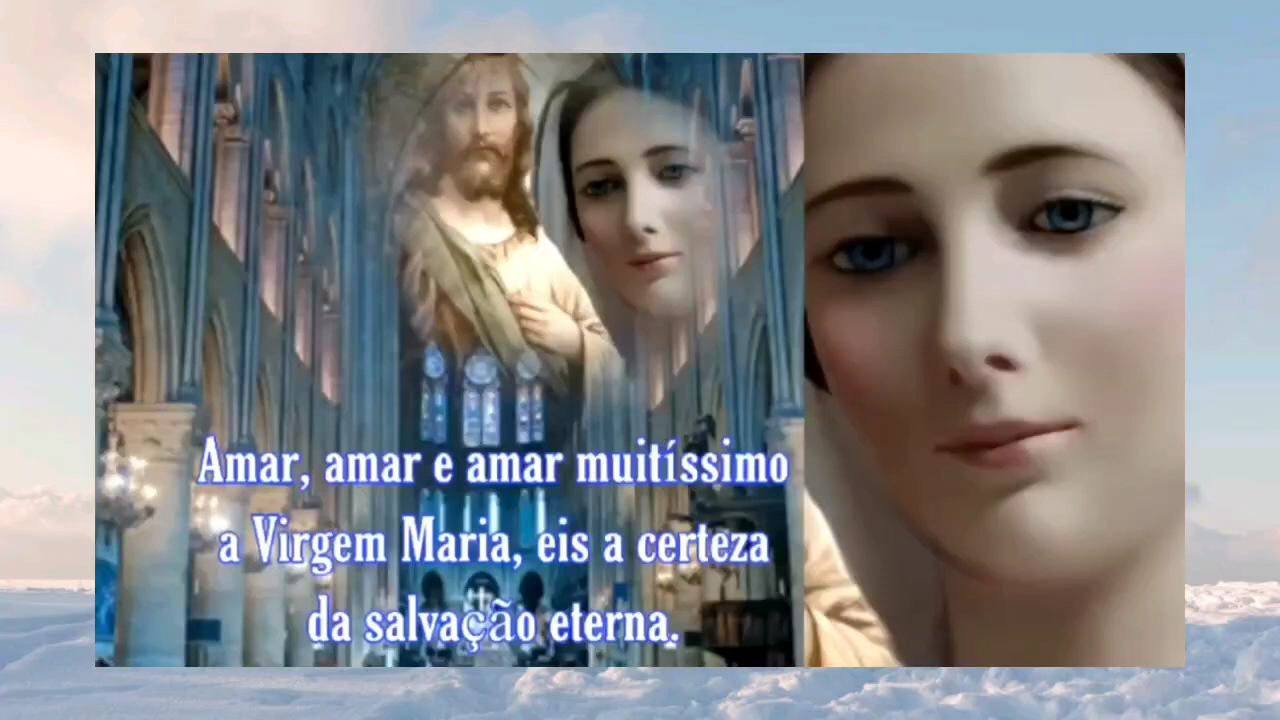 Amar, amar e amar muitíssimo
a Virgem Maria, eis a certeza
da salvação eterna.